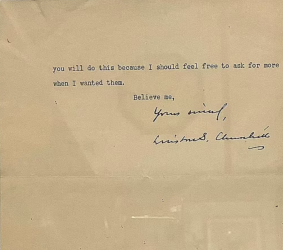 you will do this because I should feel free to ask for more
when I wanted them.
Believe me,
Yours sincerely,
Winston S. Churchill